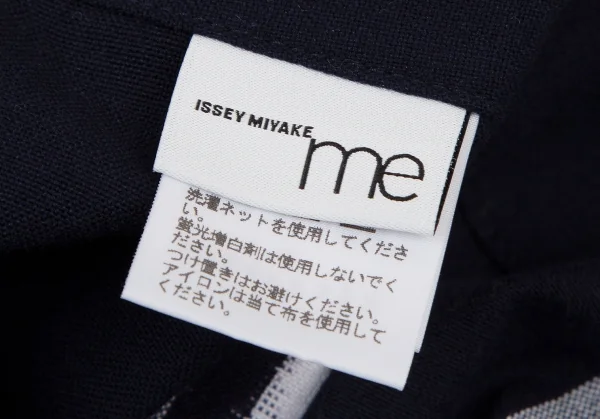 ISSEY MIYAKE
me
洗濯ネットを使用してくださ
い。
蛍光増白剤は使用しないでく
ださい。
つけ置きはお避けください。
アイロンは当て布を使用して
ください。